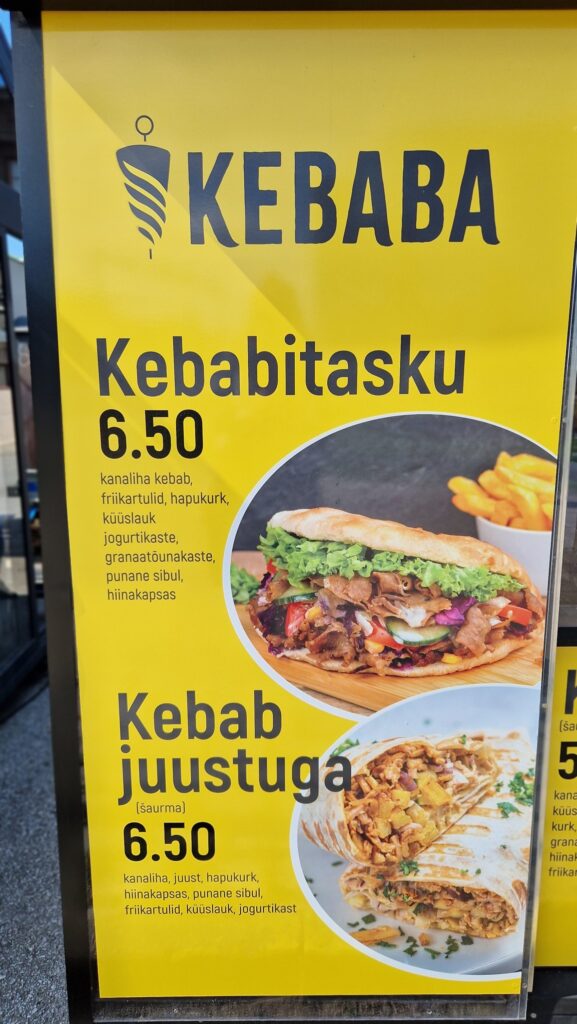 KEBABA
Kebabitasku
6.50
kanaliha kebab,
friikartulid, hapukurk,
küüslauk
jogurtikaste,
granaatõunakaste,
punane sibul,
hiinakapsas
Kebab
juustuga
(šaurma)
6.50
kanaliha, juust, hapukurk,
hiinakapsas, punane sibul,
friikartulid, küüslauk, jogurtikast